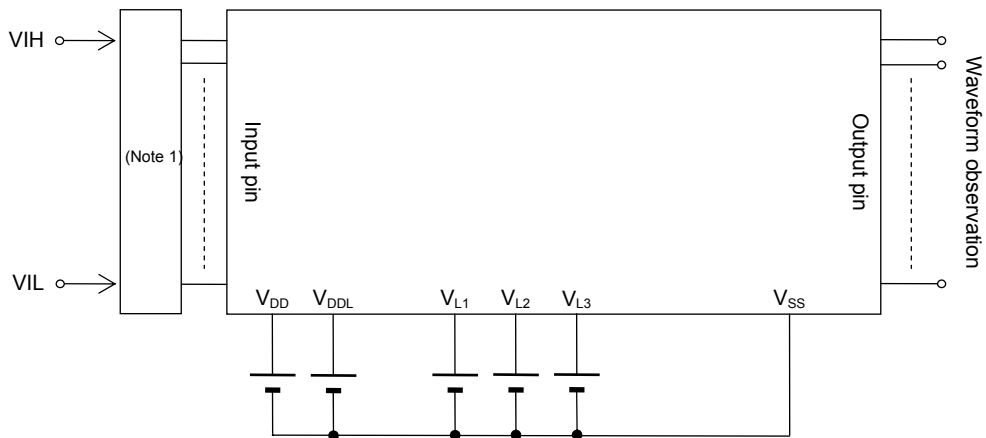 VIH
(Note 1)
VIL
Input pin
Output pin
Waveform observation
VDD
VDDL
VL1
VL2
VL3
VSS